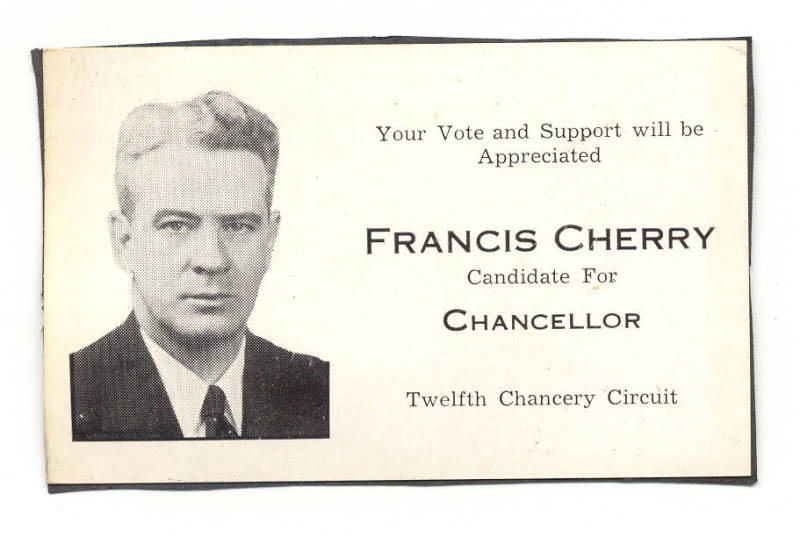 Your Vote and Support will be
Appreciated
FRANCIS CHERRY
Candidate For
CHANCELLOR
Twelfth Chancery Circuit